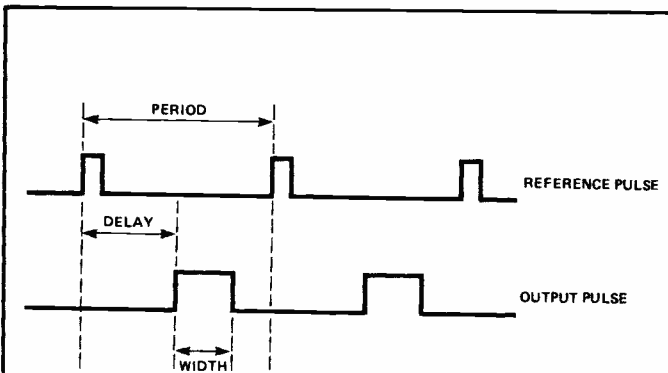 PERIOD
REFERENCE PULSE
DELAY
OUTPUT PULSE
WIDTH